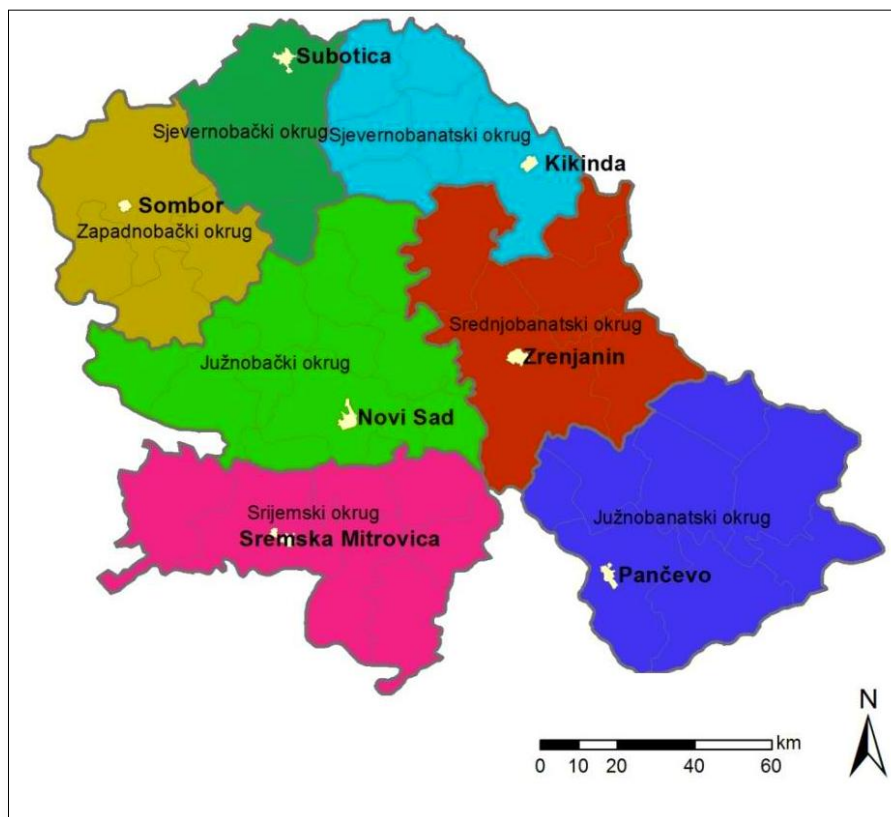 Subotica
Sjevernobački okrug
Sjevernobanatski okrug
Kikinda
Sombor
Zapadnobački okrug
Srednjobanatski okrug
Zrenjanin
Južnobački okrug
Novi Sad
Srijemski okrug
Sremska Mitrovica
Južnobanatski okrug
Pančevo
N
km
0 10 20 40 60